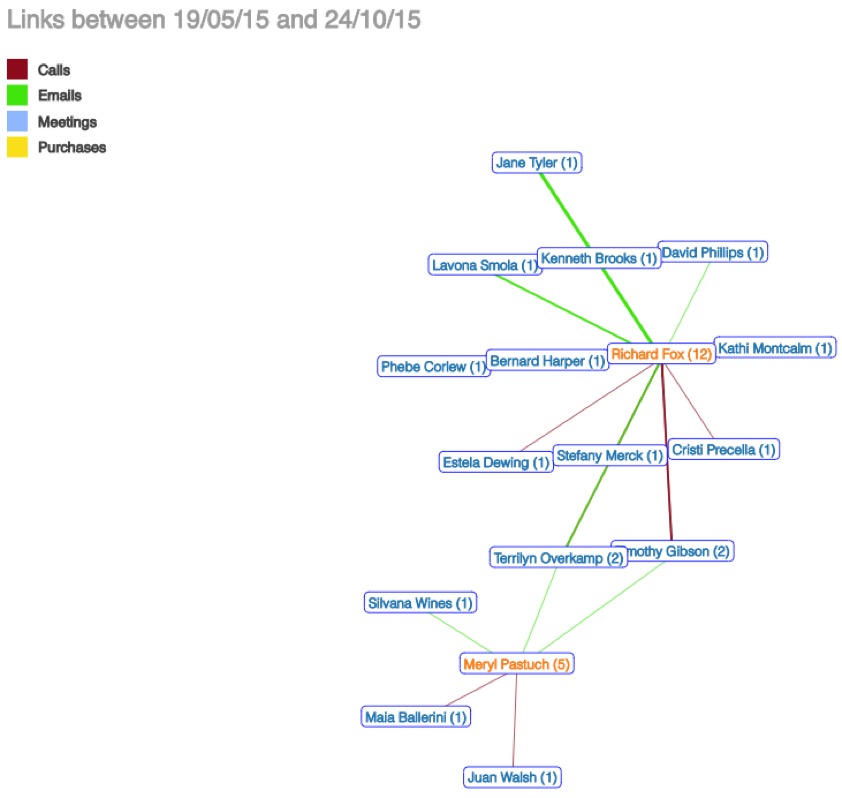 Links between 19/05/15 and 24/10/15
Calls
Emails
Meetings
Purchases
Jane Tyler (1)
David Phillips (1)
Kenneth Brooks (1)
Lavona Smola (1)
Kathi Montcalm (1)
Richard Fox (12)
Bernard Harper (1)
Phebe Corlew (1)
Cristi Precella (1)
Stefany Merck (1)
Estela Dewing (1)
mothy Gibson (2)
Terrilyn Overkamp (2)
Silvana Wines (1)
Meryl Pastuch (5)
Maia Ballerini (1)
Juan Walsh (1)